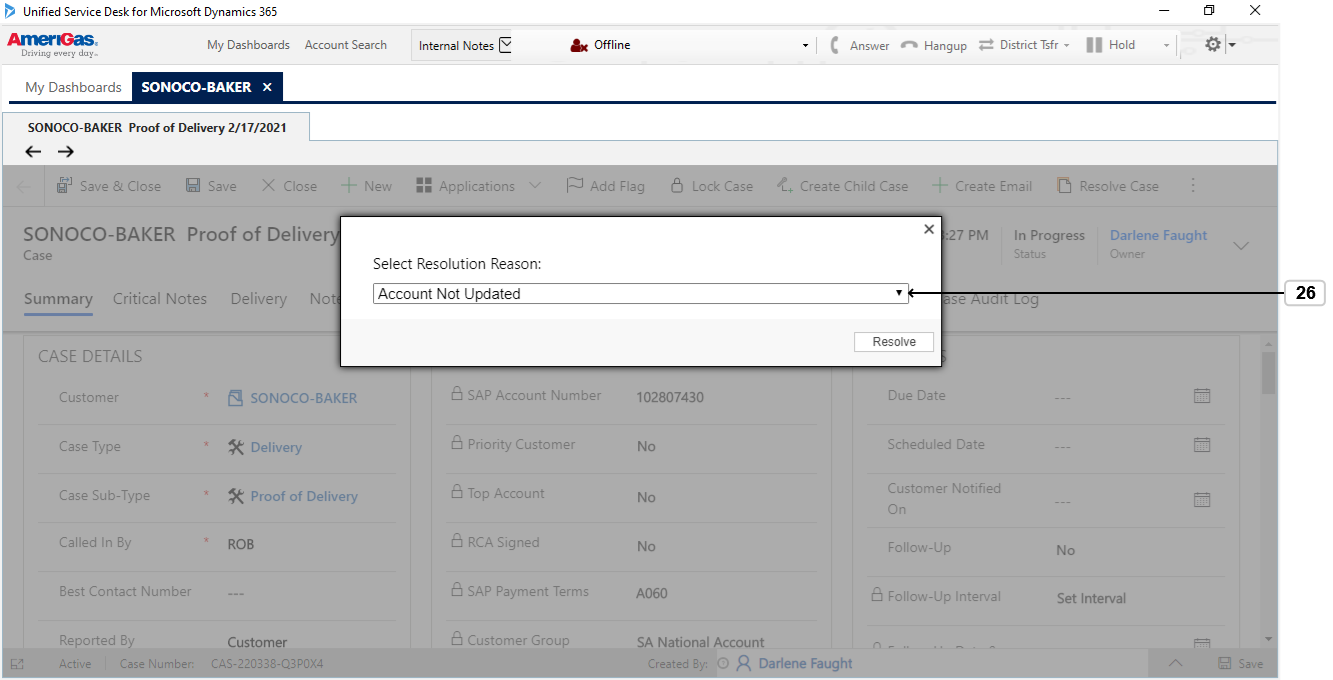 Unified Service Desk for Microsoft Dynamics 365
AmeriGas.
Driving every day..
My Dashboards Account Search Internal Notes Offline Answer Hangup District Tsfr Hold
My Dashboards SONOCO-BAKER ×
SONOCO-BAKER Proof of Delivery 2/17/2021
Save & Close Save Close New Applications Add Flag Lock Case Create Child Case Create Email Resolve Case
SONOCO-BAKER Proof of Delivery
Case
:27 PM
In Progress
Status
Darlene Faught
Owner
Summary Critical Notes Delivery Note
ase Audit Log
Select Resolution Reason:
Account Not Updated
26
Resolve
CASE DETAILS
S
Customer * SONOCO-BAKER
Case Type * Delivery
Case Sub-Type * Proof of Delivery
Called In By * ROB
Best Contact Number ---
Reported By Customer
SAP Account Number 102807430
Priority Customer No
Top Account No
RCA Signed No
SAP Payment Terms A060
Customer Group SA National Account
Due Date ---
Scheduled Date ---
Customer Notified
On ---
Follow-Up No
Follow-Up Interval Set Interval
Active Case Number: CAS-220338-Q3P0X4 Created By: Darlene Faught Save